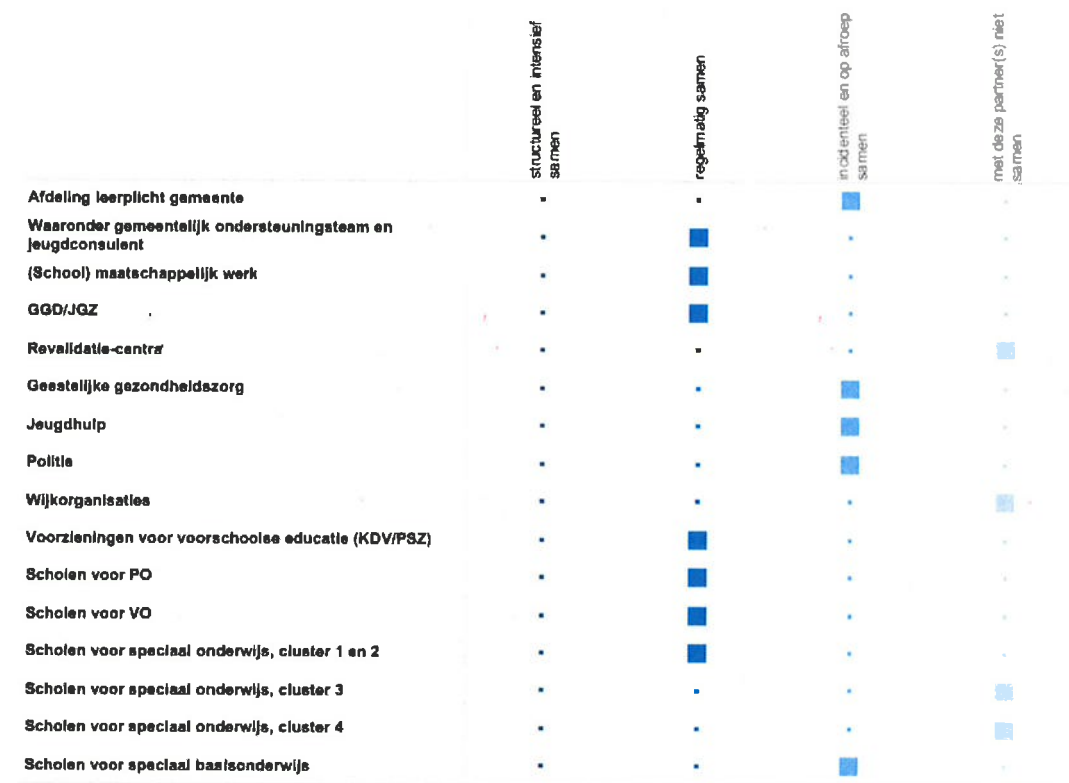 structureel en intensief
samen
regelmatig samen
incidenteel en op afroep
samen
met deze partner(s) niet
samen
Afdeling leerplicht gemeente
Waaronder gemeentelijk ondersteuningsteam en
jeugdconsulent
(School) maatschappelijk werk
GGD/JGZ
Revalidatie-centra
Geestelijke gezondheidszorg
Jeugdhulp
Politie
Wijkorganisaties
Voorzieningen voor voorschoolse educatie (KDV/PSZ)
Scholen voor PO
Scholen voor VO
Scholen voor speciaal onderwijs, cluster 1 en 2
Scholen voor speciaal onderwijs, cluster 3
Scholen voor speciaal onderwijs, cluster 4
Scholen voor speciaal basisonderwijs